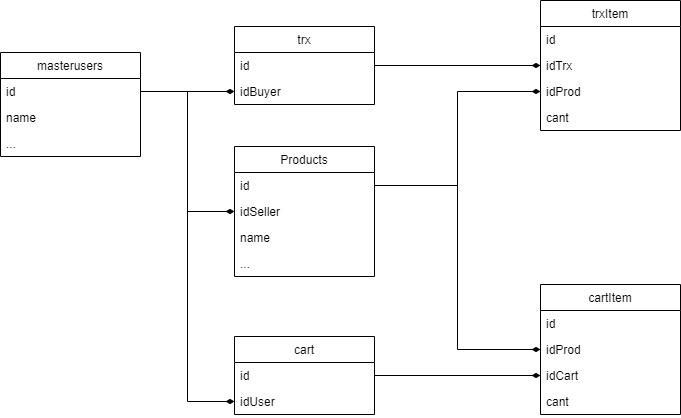 masterusers
id
name
...
trx
id
idBuyer
Products
id
idSeller
name
...
cart
id
idUser
trxItem
id
idTrx
idProd
cant
cartItem
id
idProd
idCart
cant